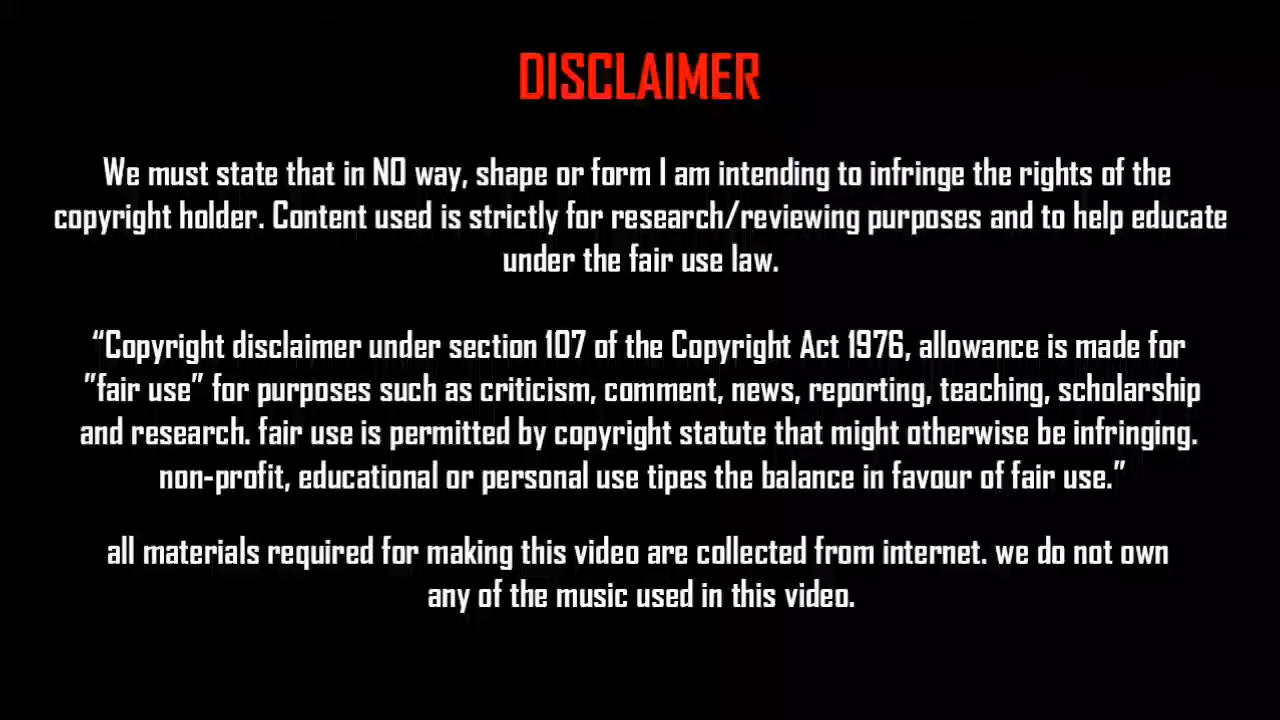 DISCLAIMER
We must state that in NO way, shape or form I am intending to infringe the rights of the
copyright holder. Content used is strictly for research/reviewing purposes and to help educate
under the fair use law.
“Copyright disclaimer under section 107 of the Copyright Act 1976, allowance is made for
”fair use” for purposes such as criticism, comment, news, reporting, teaching, scholarship
and research. fair use is permitted by copyright statute that might otherwise be infringing.
non-profit, educational or personal use tipes the balance in favour of fair use.”
all materials required for making this video are collected from internet. we do not own
any of the music used in this video.